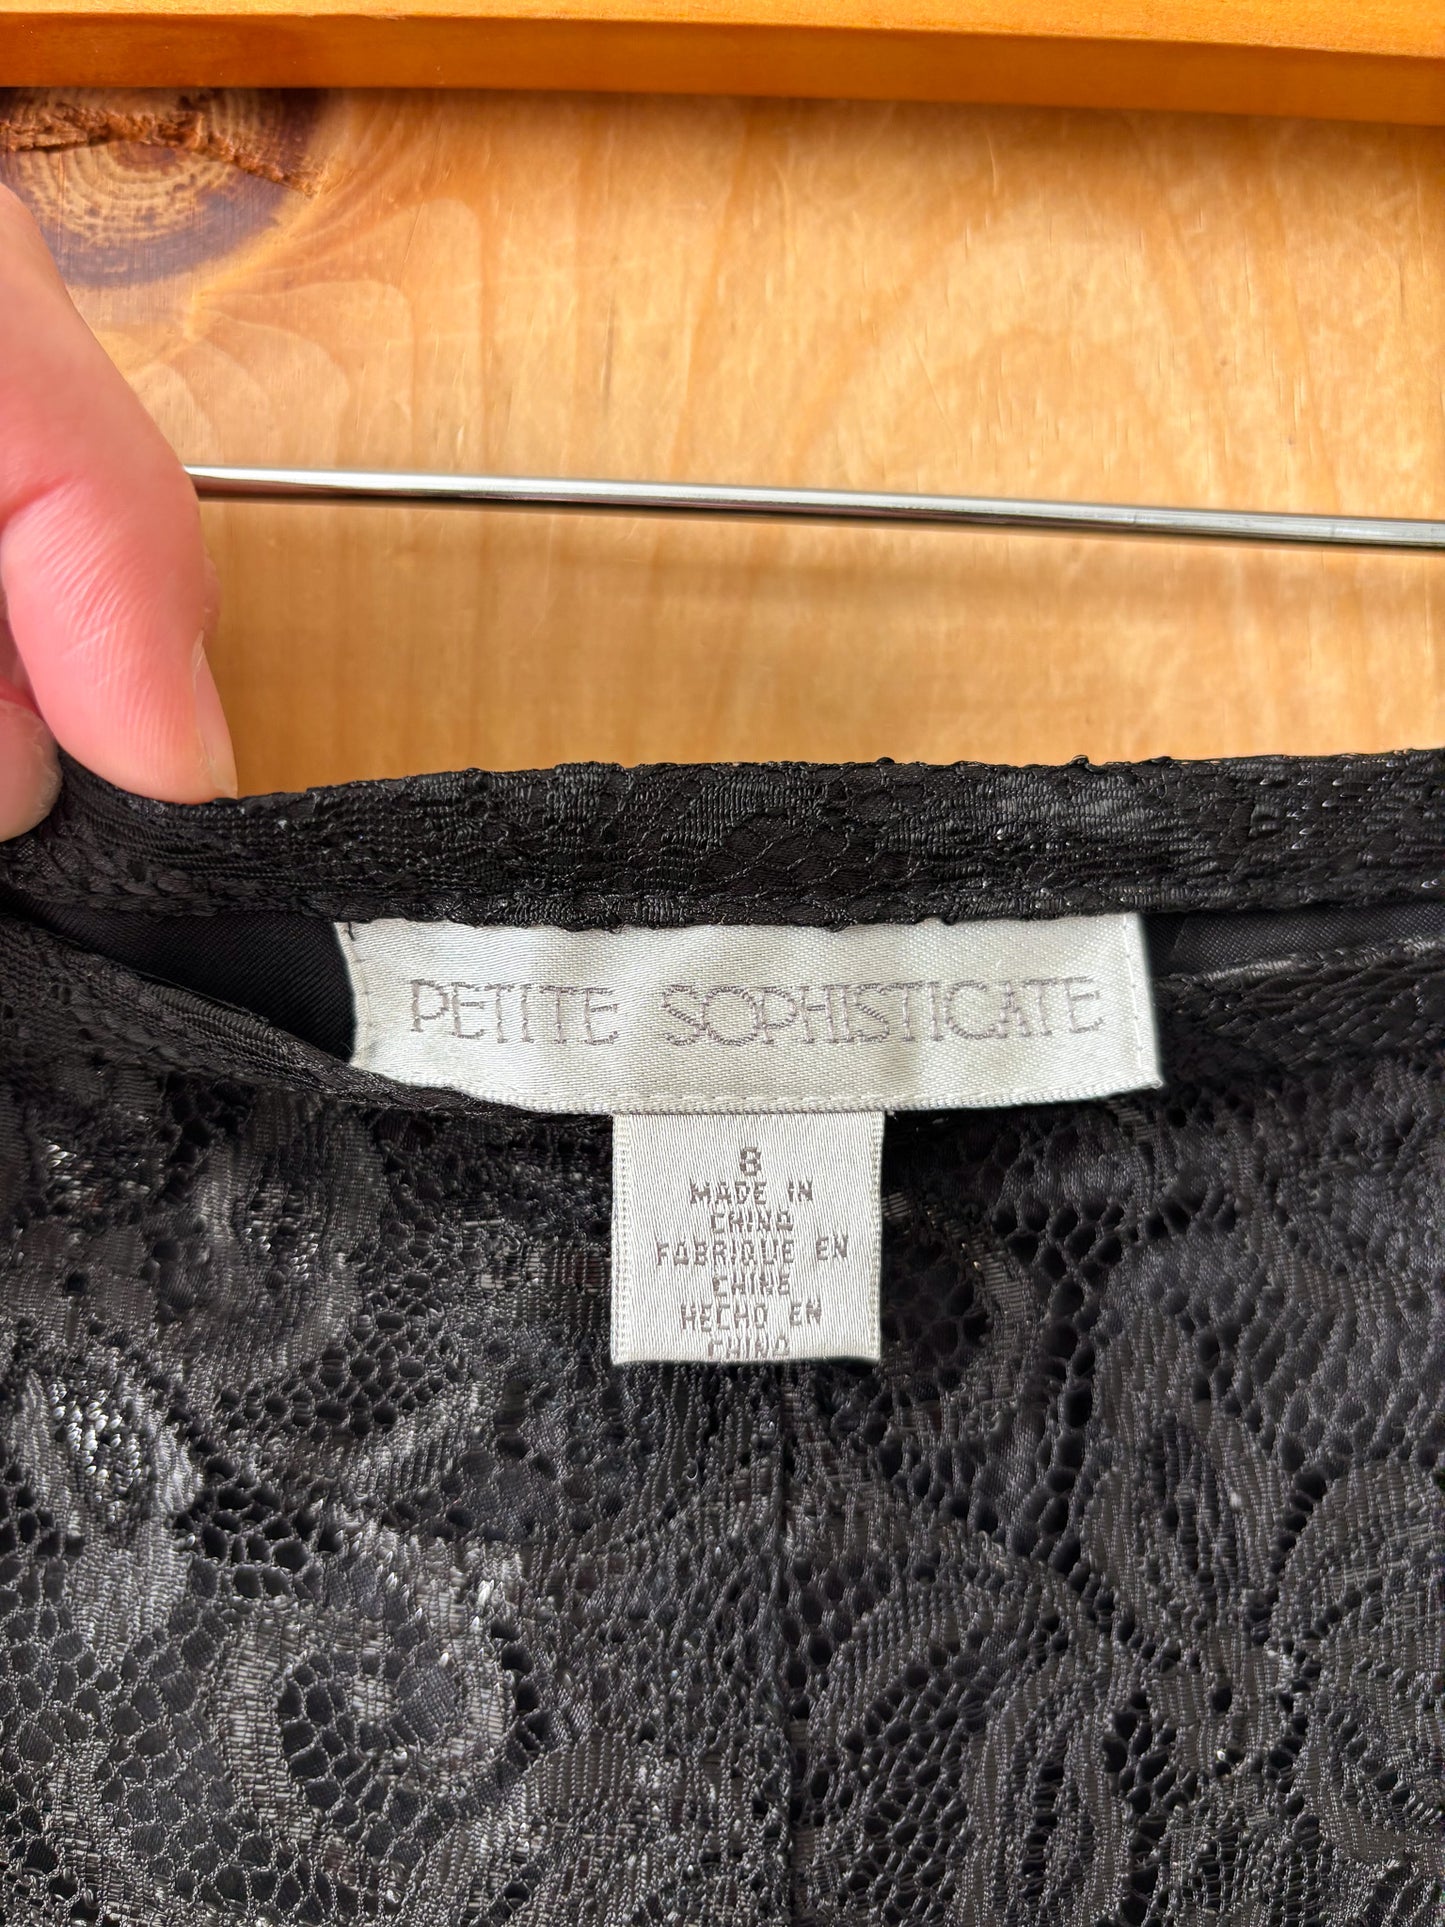 PETITE SOPHISTICATE
8
MADE IN
CHINA
FABRIQUE EN
CHINE
HECHO EN
CHINA